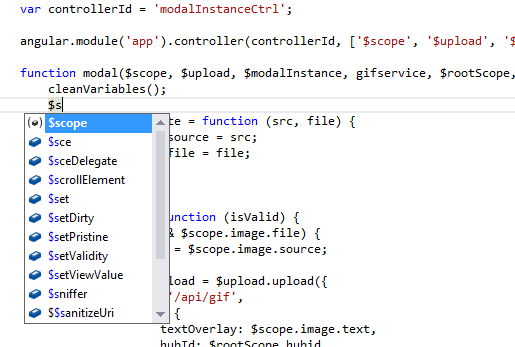 var controllerId = 'modalInstanceCtrl';
angular.module('app').controller(controllerId, ['$scope', '$upload', '$
function modal($scope, $upload, $modalInstance, gifservice, $rootScope,
cleanVariables();
$s
$scope
ce = function (src, file) {
$sce
source = src;
$sceDelegate
file = file;
$scrollElement
$set
$setDirty
unction (isValid) {
$setPristine
& $scope.image.file) {
$setValidity
= $scope.image.source;
$setViewValue
load = $upload.upload({
$sniffer
'/api/gif',
$$sanitizeUri
{
textOverlay: $scope.image.text,
hubId: $rootScope.hubid